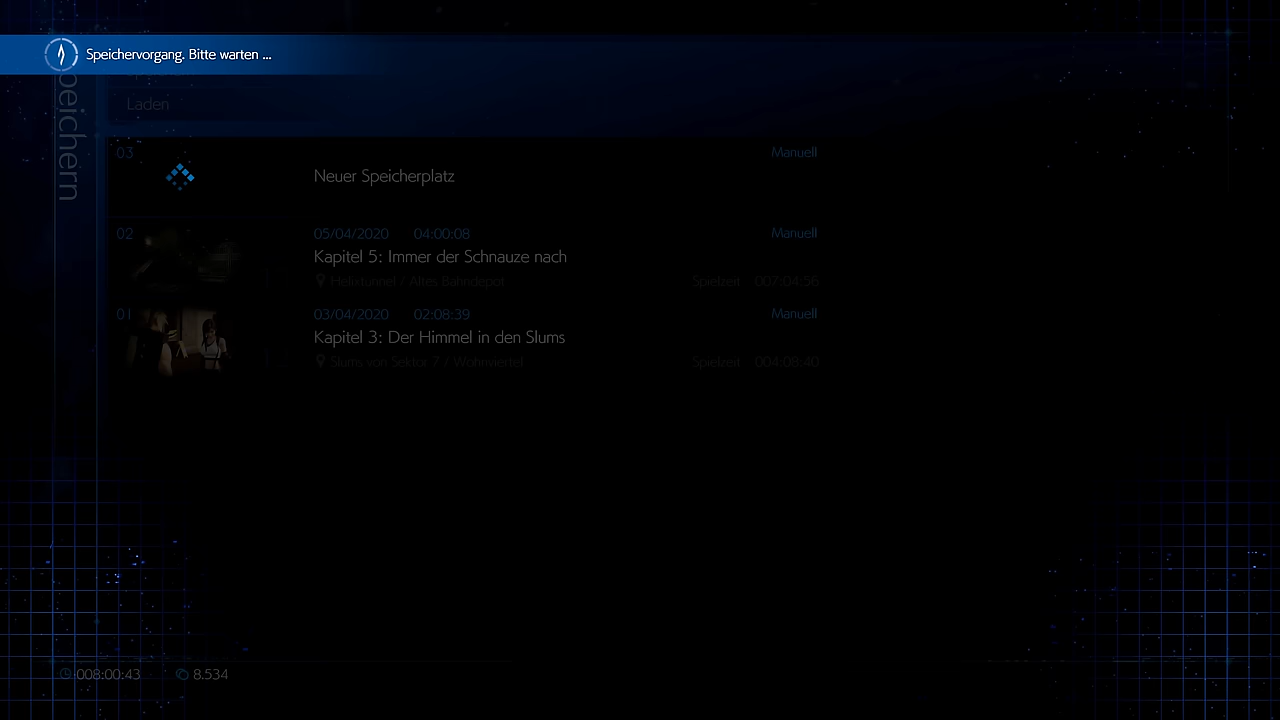 Speichervorgang. Bitte warten ...
peichern
Laden
03
Manuell
Neuer Speicherplatz
02
05/04/2020 04:00:08
Manuell
Kapitel 5: Immer der Schnauze nach
Helixtunnel / Altes Bahndepot
Spielzeit 007:04:56
01
03/04/2020 02:08:39
Manuell
Kapitel 3: Der Himmel in den Slums
Slums von Sektor 7 / Wohnviertel
Spielzeit 004:08:40
008:00:43 8.534